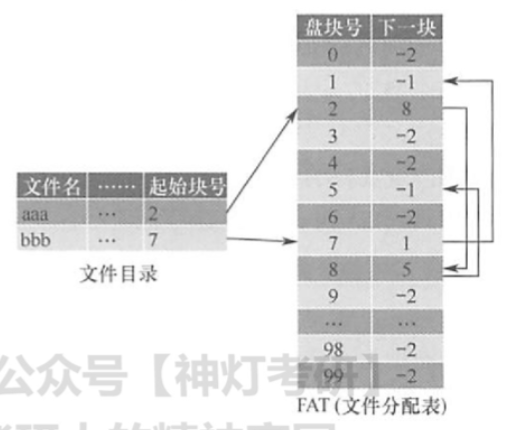 盘块号 下一块
0 -2
1 -1
2 8
3 -2
4 -2
5 -1
6 -2
7 1
8 5
9 -2
… …
98 -2
99 -2
FAT (文件分配表)
文件名 …… 起始块号
aaa … 2
bbb … 7
文件目录
公众号【神灯考研】